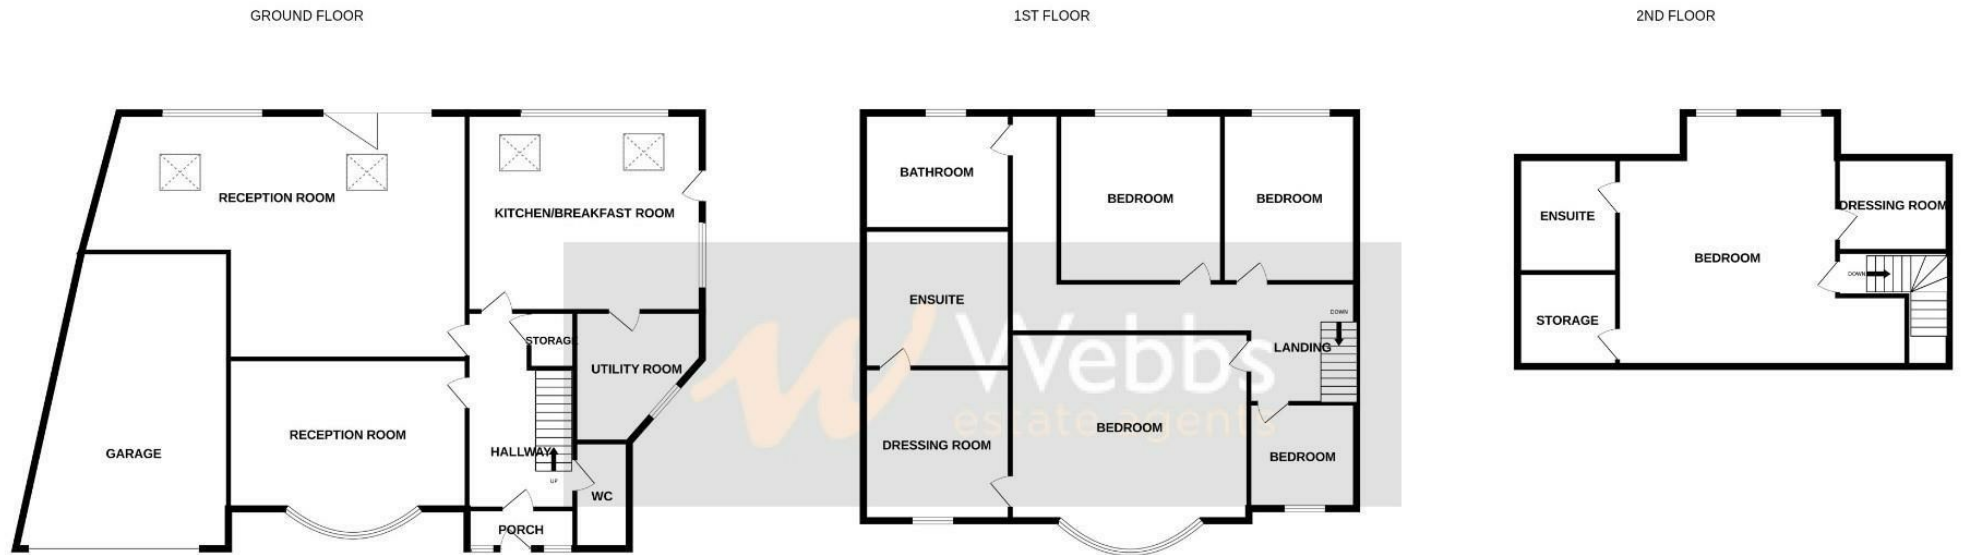 GROUND FLOOR
1ST FLOOR
2ND FLOOR
RECEPTION ROOM
KITCHEN/BREAKFAST ROOM
STORAGE
UTILITY ROOM
RECEPTION ROOM
GARAGE
HALLWAY
UP
WC
PORCH
BATHROOM
BEDROOM
BEDROOM
ENSUITE
DOWN
LANDING
DRESSING ROOM
BEDROOM
BEDROOM
Webbs
estate agents
ENSUITE
DRESSING ROOM
BEDROOM
DOWN
STORAGE